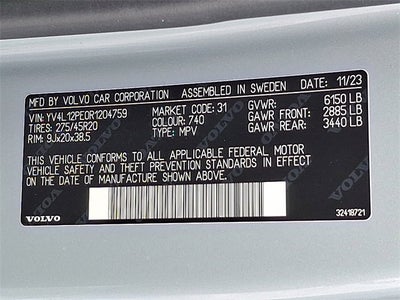 MFD. BY VOLVO CAR CORPORATION ASSEMBLED IN SWEDEN DATE: 11/23
VIN: YV4L12PE0R1204759 MARKET CODE: 31 GVWR: 6150 LB
TIRES: 275/45R20 COLOUR: 740 GAWR FRONT: 2885 LB
RIM: 9Jx20x38.5 TYPE: MPV GAWR REAR: 3440 LB
THIS VEHICLE CONFORMS TO ALL APPLICABLE FEDERAL MOTOR
VEHICLE SAFETY AND THEFT PREVENTION STANDARDS IN
EFFECT ON THE DATE OF MANUFACTURE SHOWN ABOVE.
VOLVO
32418721